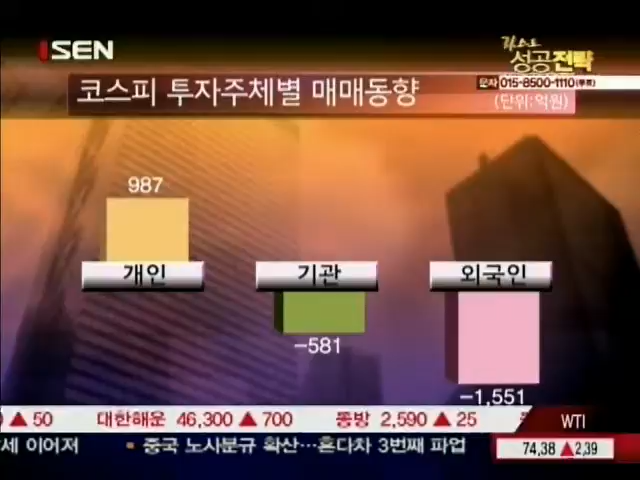 SEN
성공전략
문자 015-8500-1110(무료)
코스피 투자주체별 매매동향
(단위:억원)
987
개인
기관
외국인
-581
-1,551
▲ 50 대한해운 46,300 ▲ 700 동방 2,590 ▲ 25
WTI
세 이어저 ▪ 중국 노사분규 확산…혼다차 3번째 파업
74,38 ▲2,39